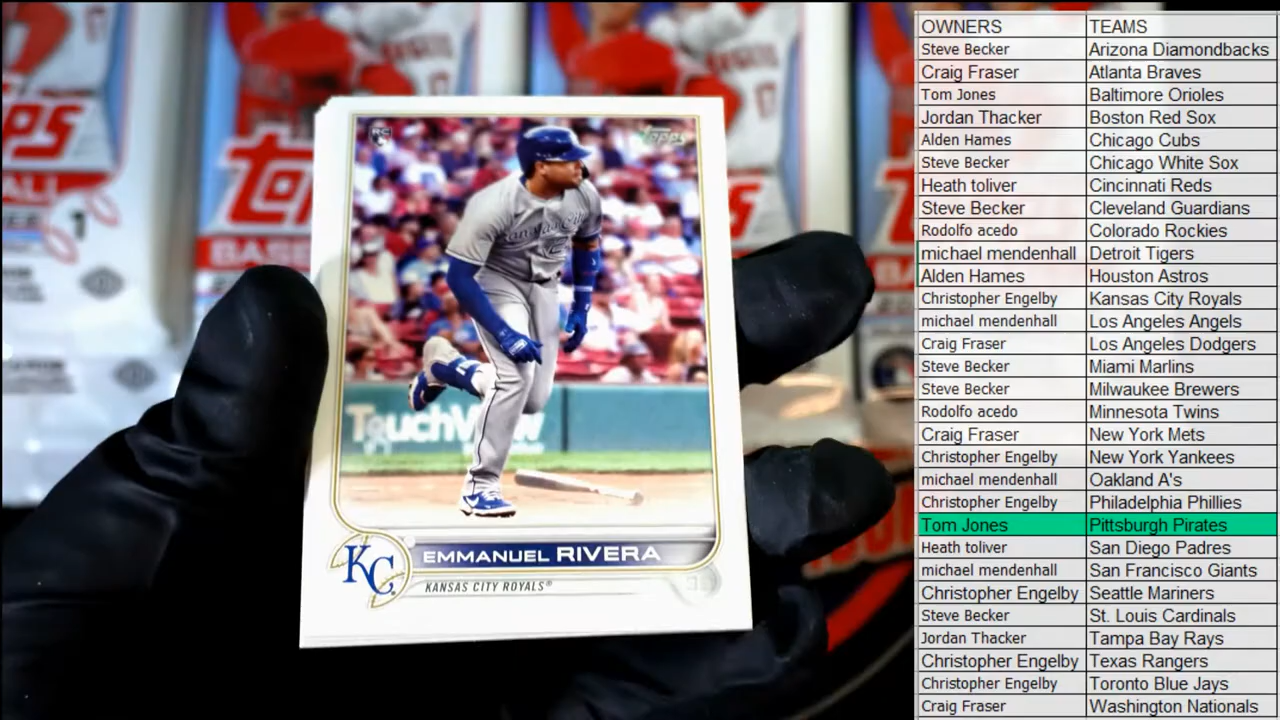 PS
ALL
1
TOPPS
BASEBALL
RC
Topps
Kansas City
TouchView
KC
EMMANUEL RIVERA
KANSAS CITY ROYALS®
3B
OWNERS TEAMS
Steve Becker Arizona Diamondbacks
Craig Fraser Atlanta Braves
Tom Jones Baltimore Orioles
Jordan Thacker Boston Red Sox
Alden Hames Chicago Cubs
Steve Becker Chicago White Sox
Heath toliver Cincinnati Reds
Steve Becker Cleveland Guardians
Rodolfo acedo Colorado Rockies
michael mendenhall Detroit Tigers
Alden Hames Houston Astros
Christopher Engelby Kansas City Royals
michael mendenhall Los Angeles Angels
Craig Fraser Los Angeles Dodgers
Steve Becker Miami Marlins
Steve Becker Milwaukee Brewers
Rodolfo acedo Minnesota Twins
Craig Fraser New York Mets
Christopher Engelby New York Yankees
michael mendenhall Oakland A's
Christopher Engelby Philadelphia Phillies
Tom Jones Pittsburgh Pirates
Heath toliver San Diego Padres
michael mendenhall San Francisco Giants
Christopher Engelby Seattle Mariners
Steve Becker St. Louis Cardinals
Jordan Thacker Tampa Bay Rays
Christopher Engelby Texas Rangers
Christopher Engelby Toronto Blue Jays
Craig Fraser Washington Nationals